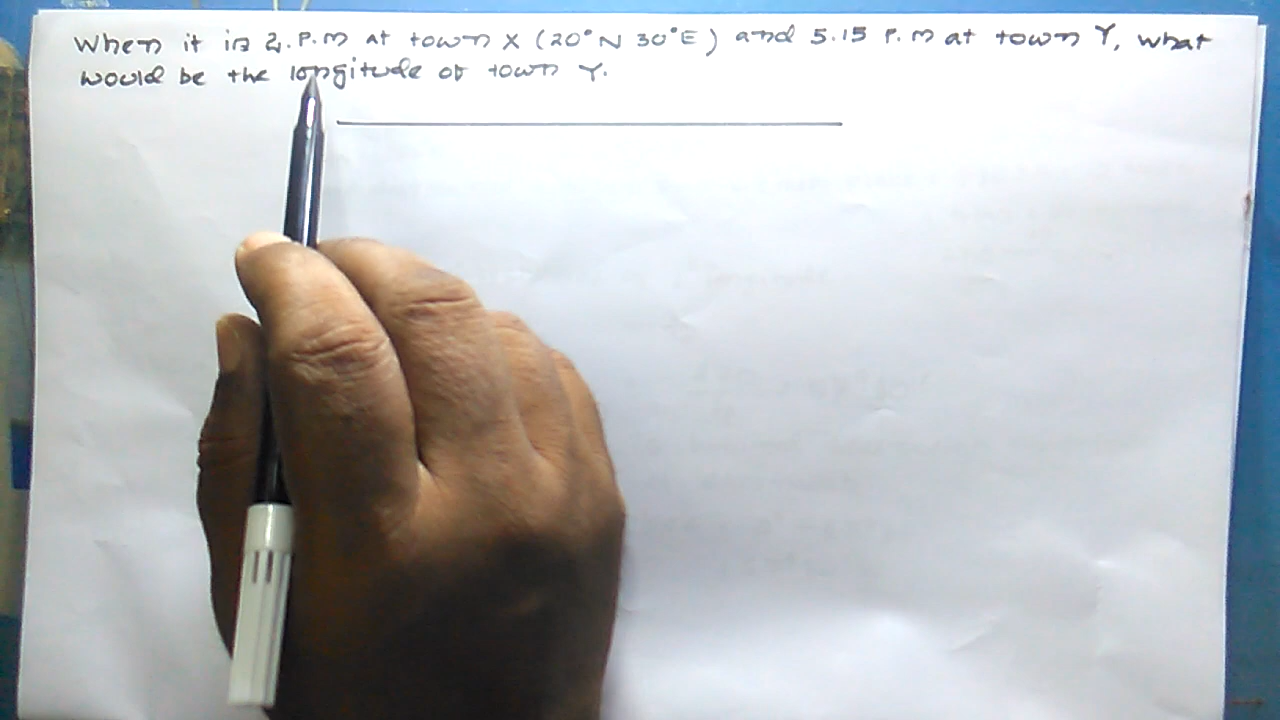 When it is 2.P.M at town X (20°N 30°E) and 5.15 P.M at town Y, what
would be the longitude of town Y.